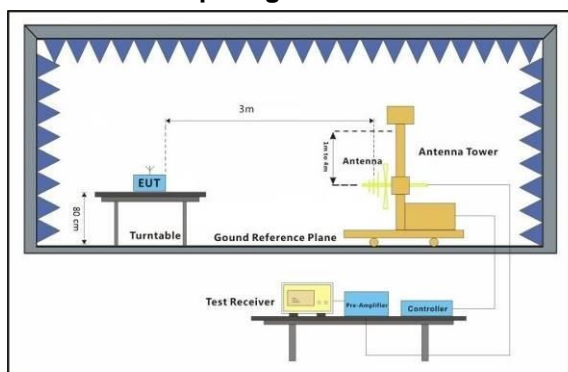 3m
1m to 4m
Antenna
Antenna Tower
EUT
80 cm
Turntable
Gound Reference Plane
Test Receiver
Pre-Amplifier
Controller